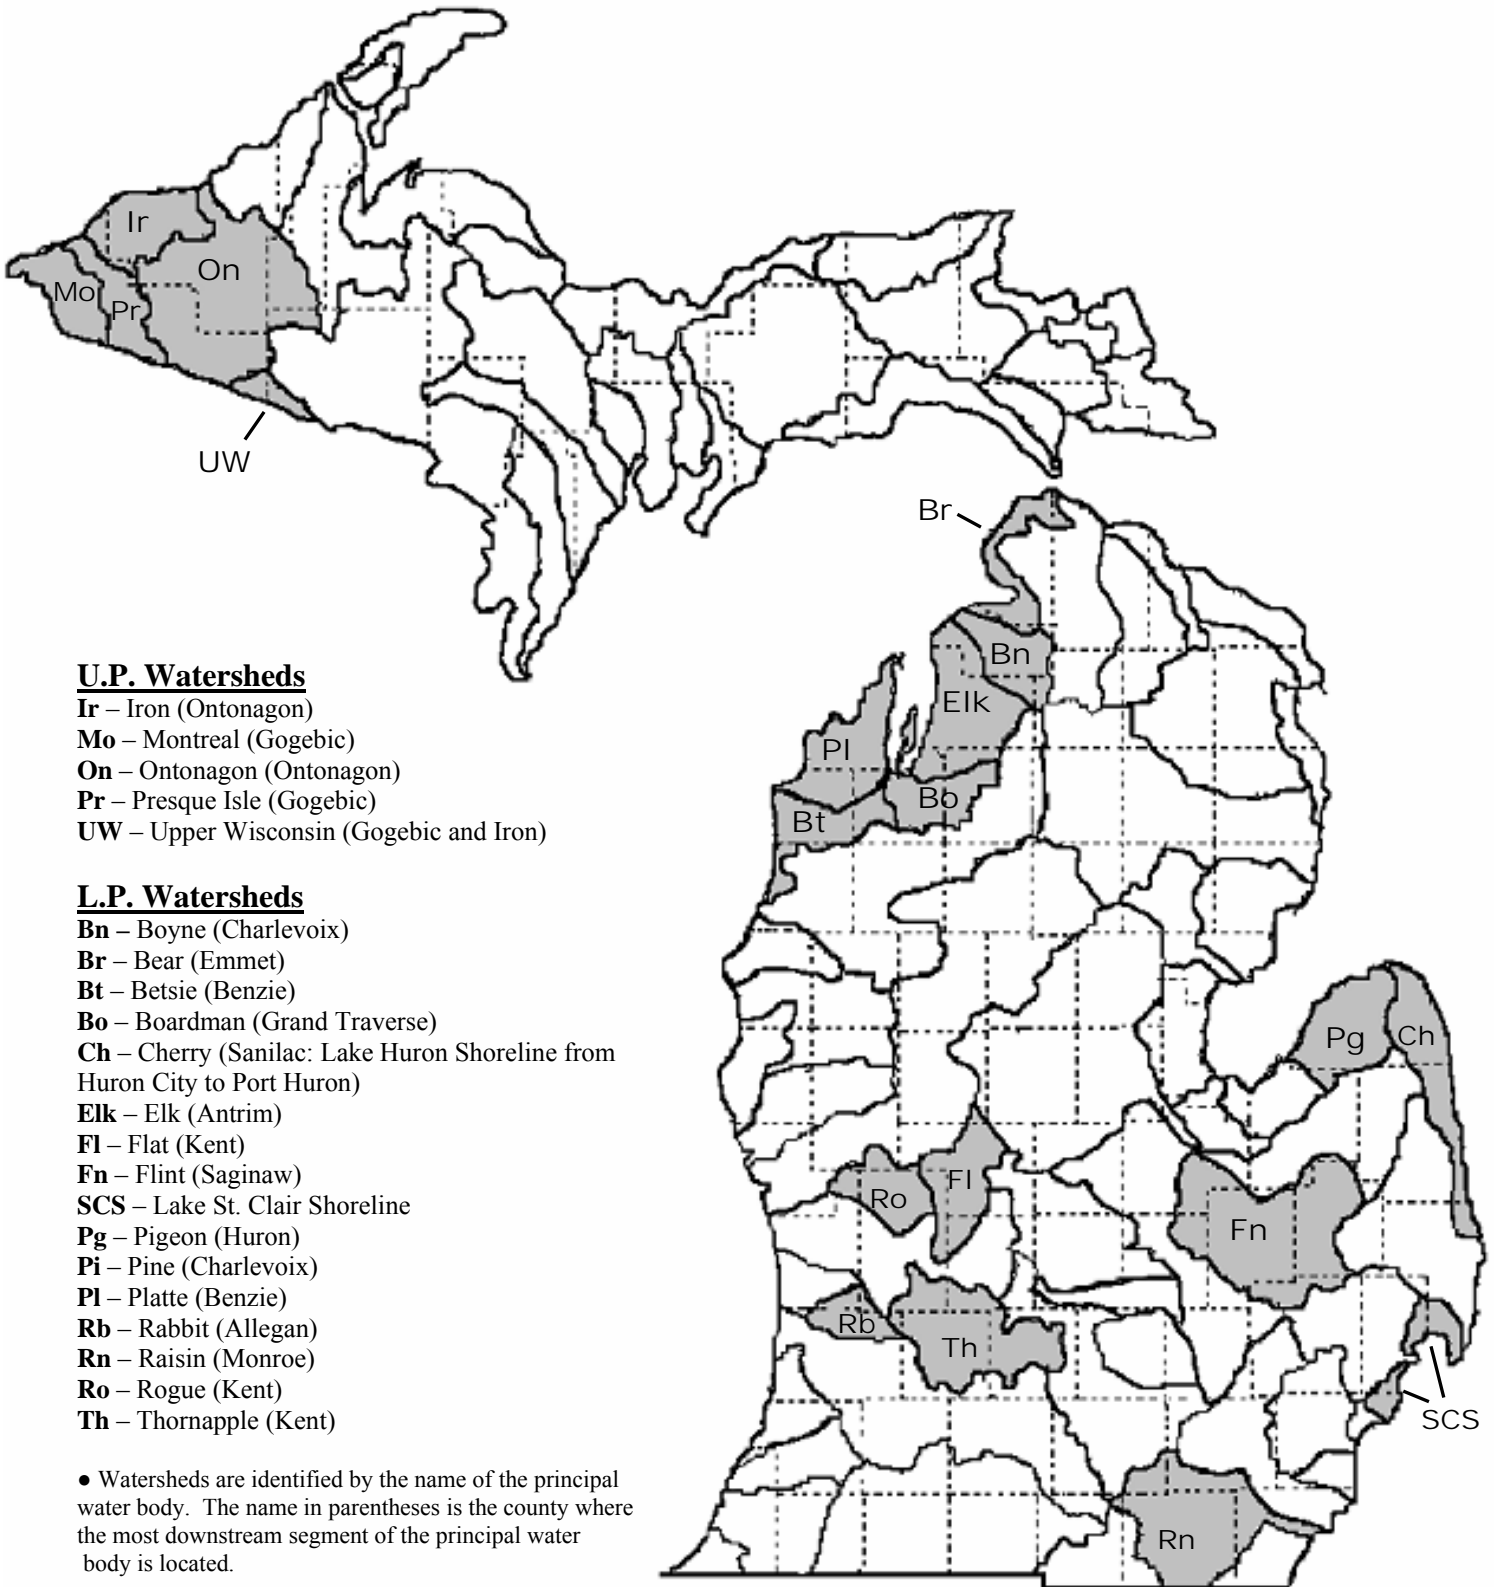 Ir
On
Mo
Pr
UW
Br
Bn
Elk
Pl
Bo
Bt
Pg
Ch
Fl
Ro
Fn
Rb
Th
SCS
Rn
U.P. Watersheds
Ir – Iron (Ontonagon)
Mo – Montreal (Gogebic)
On – Ontonagon (Ontonagon)
Pr – Presque Isle (Gogebic)
UW – Upper Wisconsin (Gogebic and Iron)
L.P. Watersheds
Bn – Boyne (Charlevoix)
Br – Bear (Emmet)
Bt – Betsie (Benzie)
Bo – Boardman (Grand Traverse)
Ch – Cherry (Sanilac: Lake Huron Shoreline from
Huron City to Port Huron)
Elk – Elk (Antrim)
Fl – Flat (Kent)
Fn – Flint (Saginaw)
SCS – Lake St. Clair Shoreline
Pg – Pigeon (Huron)
Pi – Pine (Charlevoix)
Pl – Platte (Benzie)
Rb – Rabbit (Allegan)
Rn – Raisin (Monroe)
Ro – Rogue (Kent)
Th – Thornapple (Kent)
● Watersheds are identified by the name of the principal
water body. The name in parentheses is the county where
the most downstream segment of the principal water
body is located.